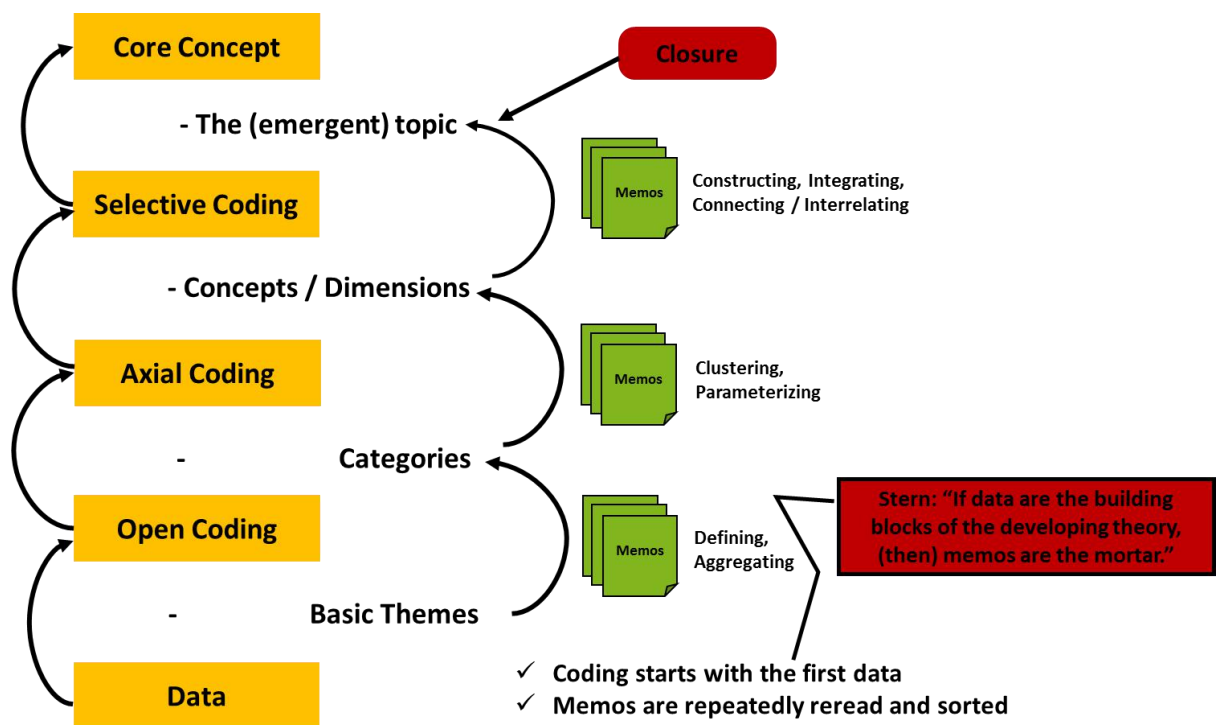 Core Concept
Closure
- The (emergent) topic
Memos
Constructing, Integrating,
Connecting / Interrelating
Selective Coding
- Concepts / Dimensions
Memos
Clustering,
Parameterizing
Axial Coding
- Categories
Stern: “If data are the building
blocks of the developing theory,
(then) memos are the mortar.”
Open Coding
Memos
Defining,
Aggregating
- Basic Themes
✓ Coding starts with the first data
Data
✓ Memos are repeatedly reread and sorted